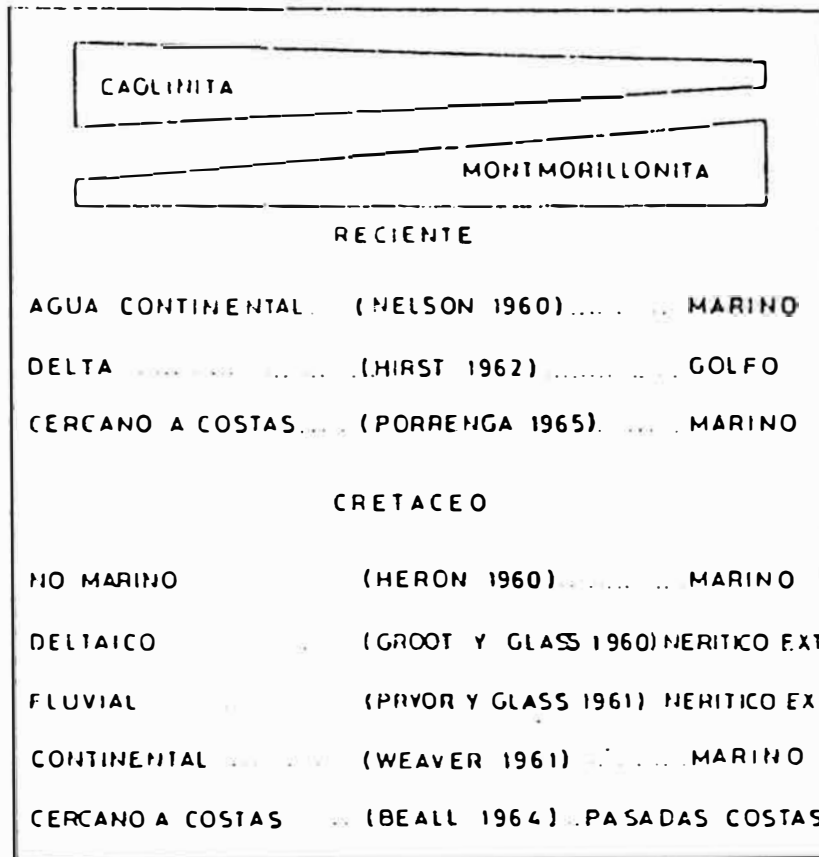 CAOLINITA
MONTMORILLONITA
RECIENTE
AGUA CONTINENTAL. (NELSON 1960)..... .. MARINO
DELTA ..... .... .. ... (HIRST 1962) ........ .. GOLFO
CERCANO A COSTAS.... (PORRENGA 1965). .... MARINO
CRETACEO
NO MARINO (HERON 1960) ........ .. MARINO
DELTAICO (GROOT Y GLASS 1960) NERITICO EXT
FLUVIAL (PRYOR Y GLASS 1961) NERITICO EX
CONTINENTAL (WEAVER 1961) ..... MARINO
CERCANO A COSTAS .. (BEALL 1964) .. PASADAS COSTAS